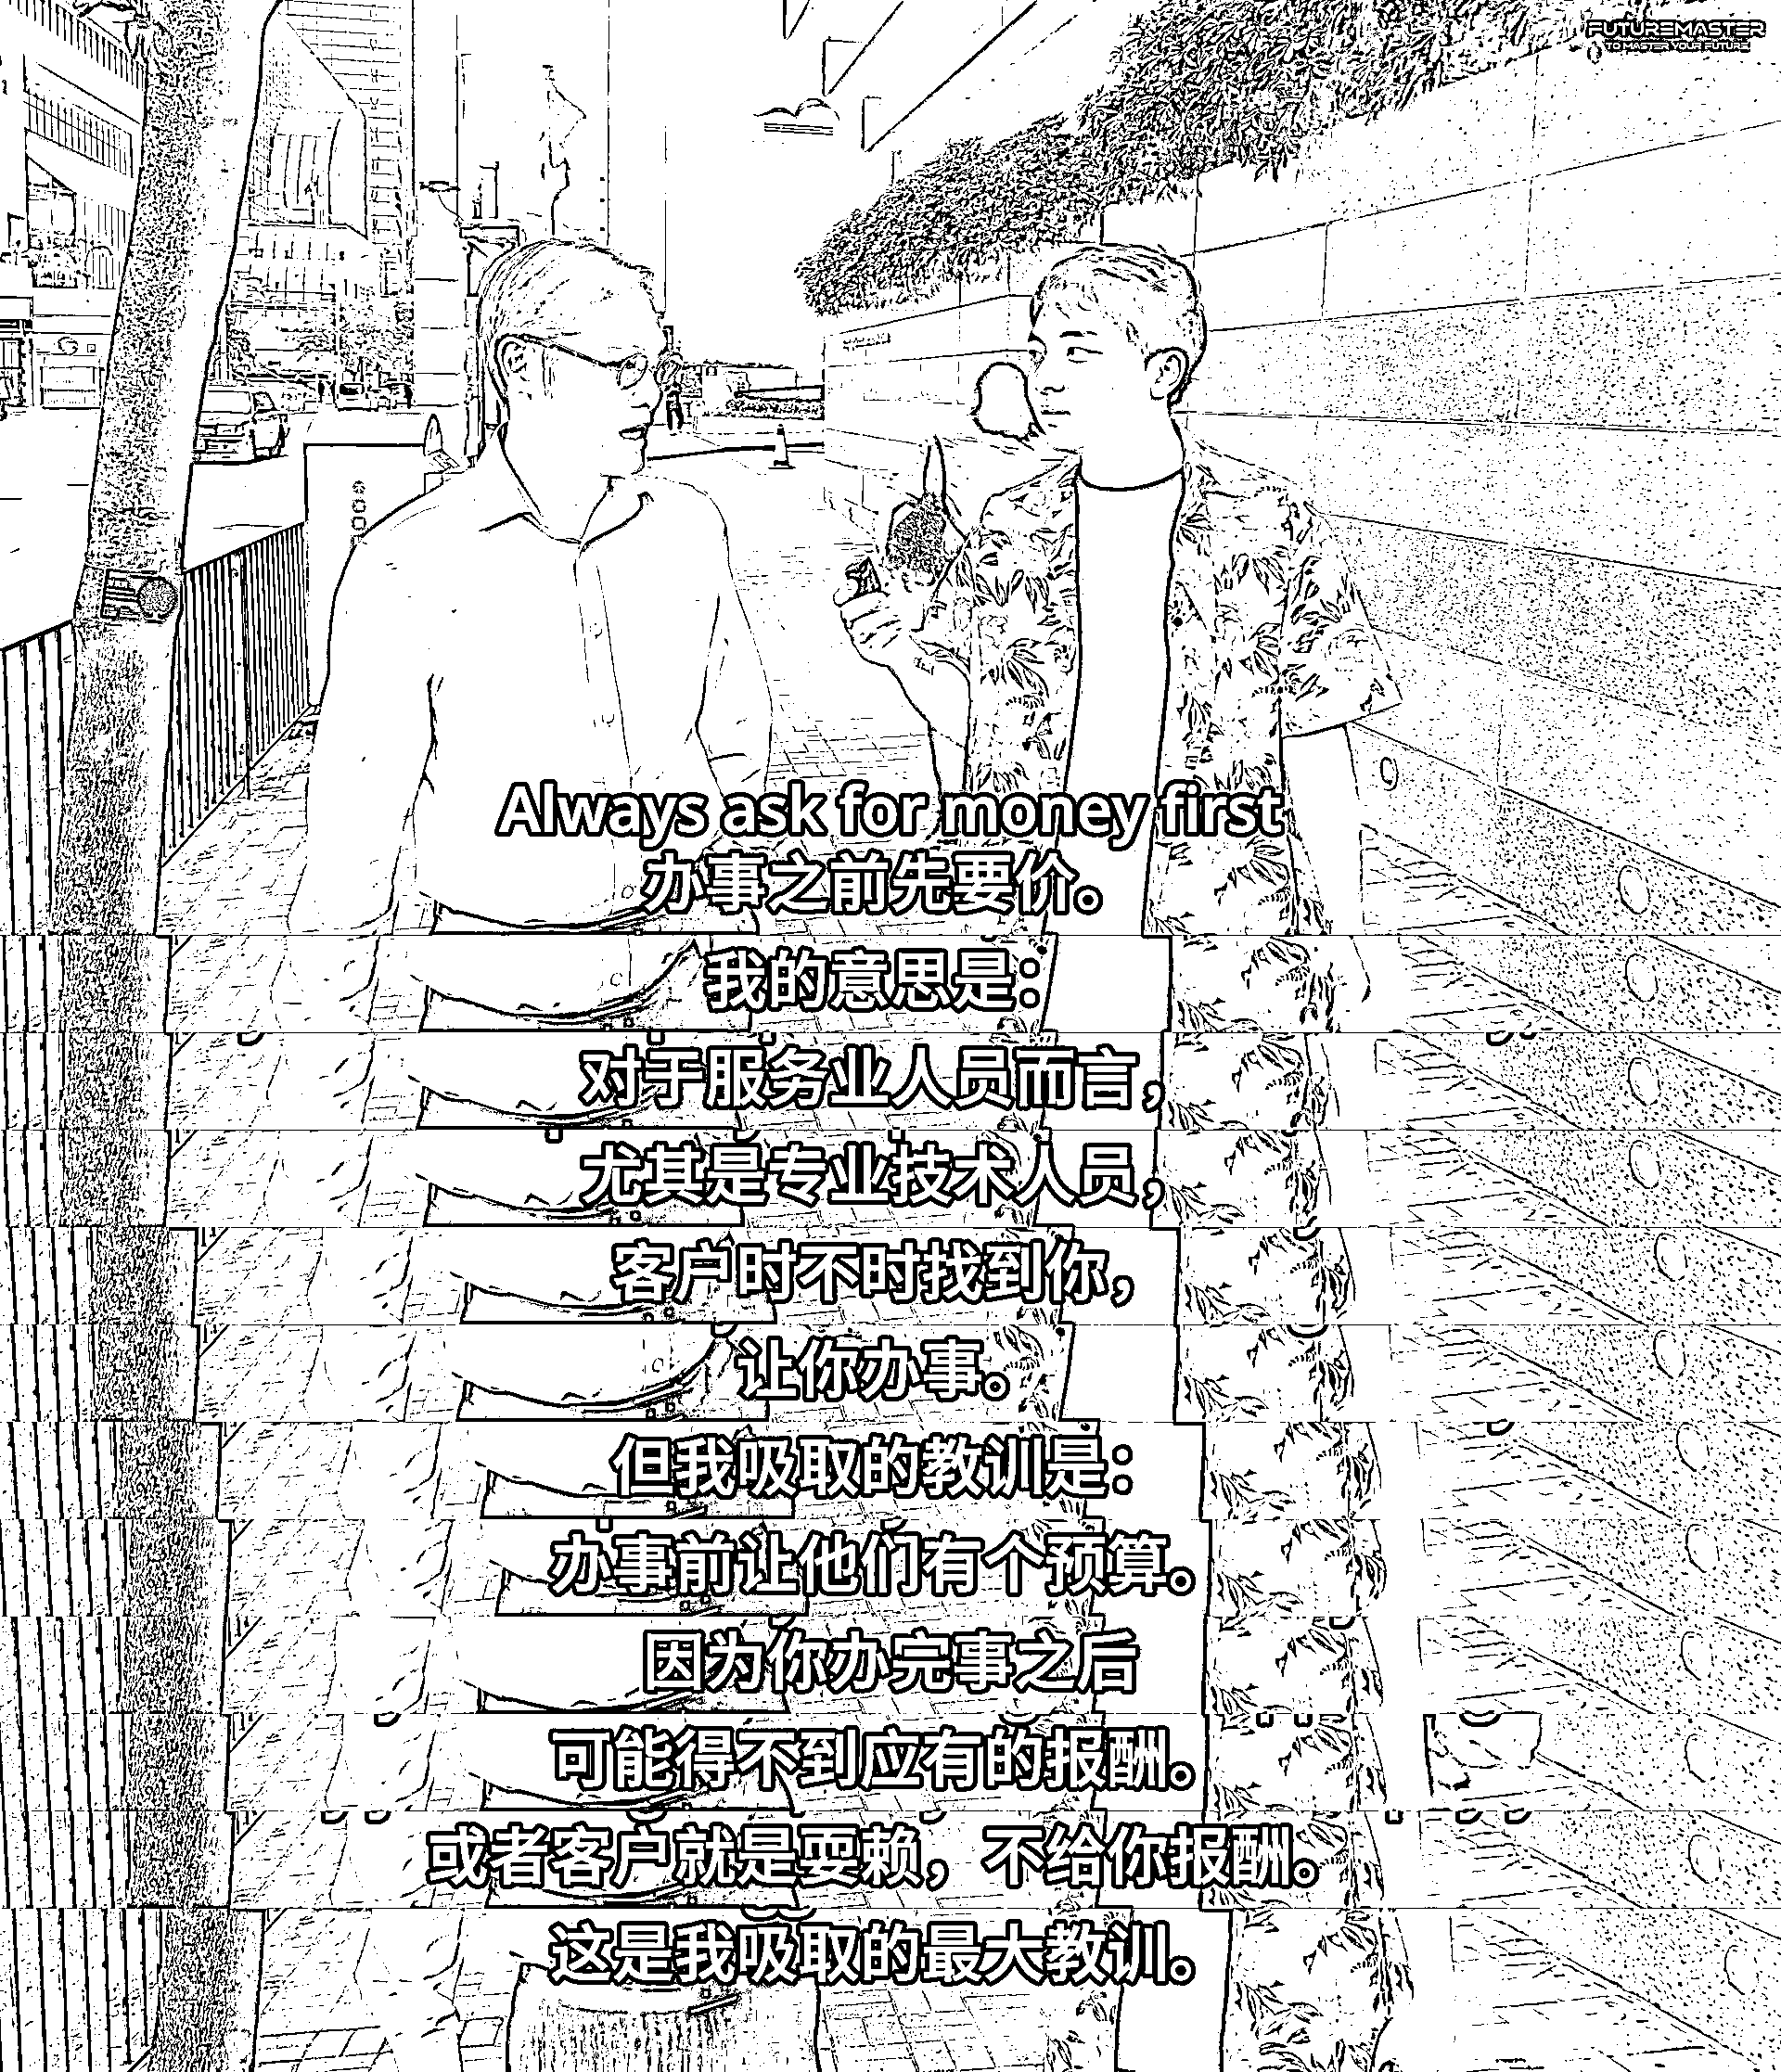 FUTUREMASTER
TO MASTER YOUR FUTURE
Always ask for money first
办事之前先要价。
我的意思是：
对于服务业人员而言，
尤其是专业技术人员，
客户时不时找到你，
让你办事。
但我吸取的教训是：
办事前让他们有个预算。
因为你办完事之后
可能得不到应有的报酬。
或者客户就是耍赖，不给你报酬。
这是我吸取的最大教训。